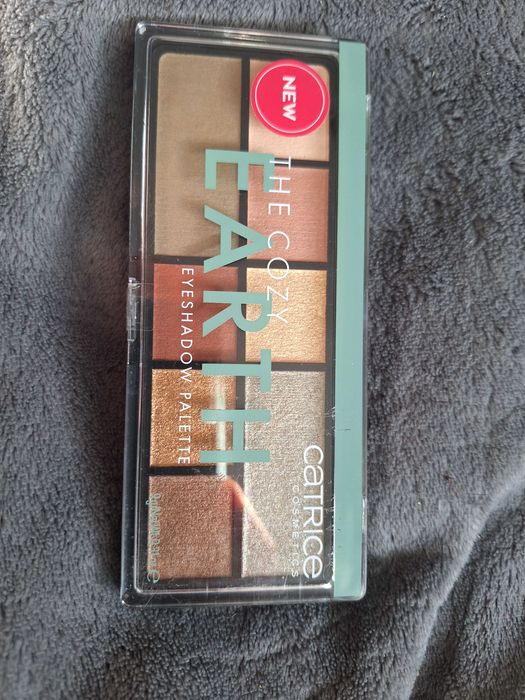 NEW
THE COZY
EARTH
EYESHADOW PALETTE
CATRICE
COSMETICS